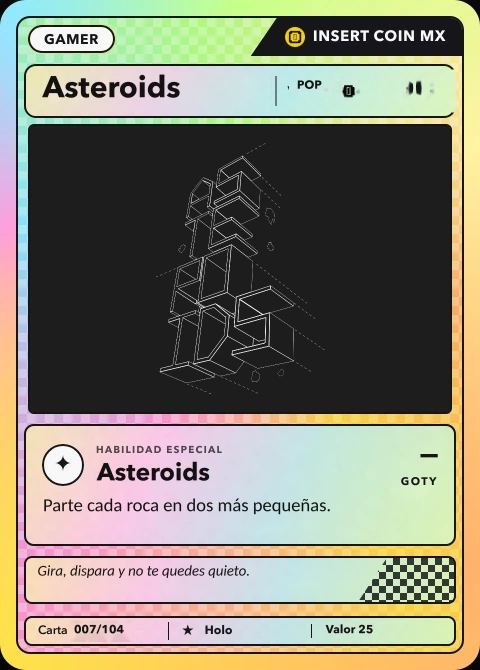 GAMER
INSERT COIN MX
Asteroids
POP
HABILIDAD ESPECIAL
Asteroids
GOTY
Parte cada roca en dos más pequeñas.
Gira, dispara y no te quedes quieto.
Carta 007/104 ★ Holo Valor 25